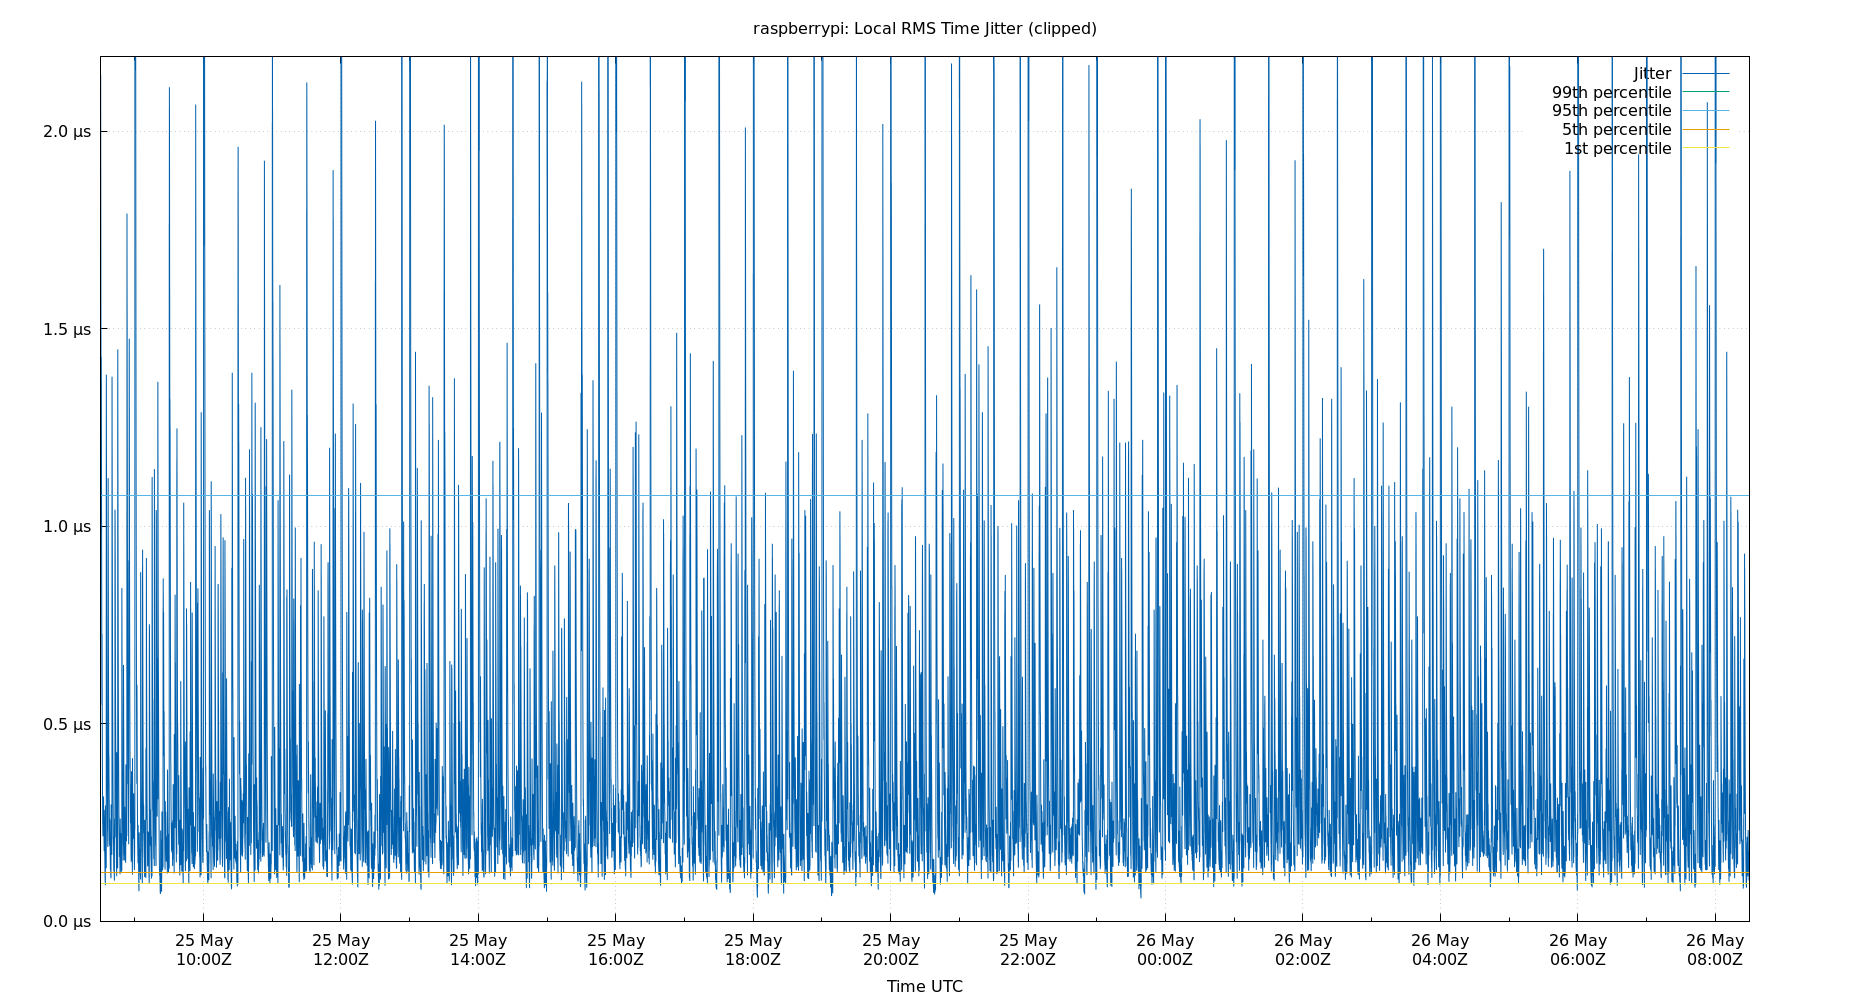 raspberrypi: Local RMS Time Jitter (clipped)
Jitter
99th percentile
95th percentile
5th percentile
1st percentile
2.0 μs
1.5 μs
1.0 μs
0.5 μs
0.0 μs
25 May 25 May 25 May 25 May 25 May 25 May 25 May 26 May 26 May 26 May 26 May 26 May
10:00Z 12:00Z 14:00Z 16:00Z 18:00Z 20:00Z 22:00Z 00:00Z 02:00Z 04:00Z 06:00Z 08:00Z
Time UTC